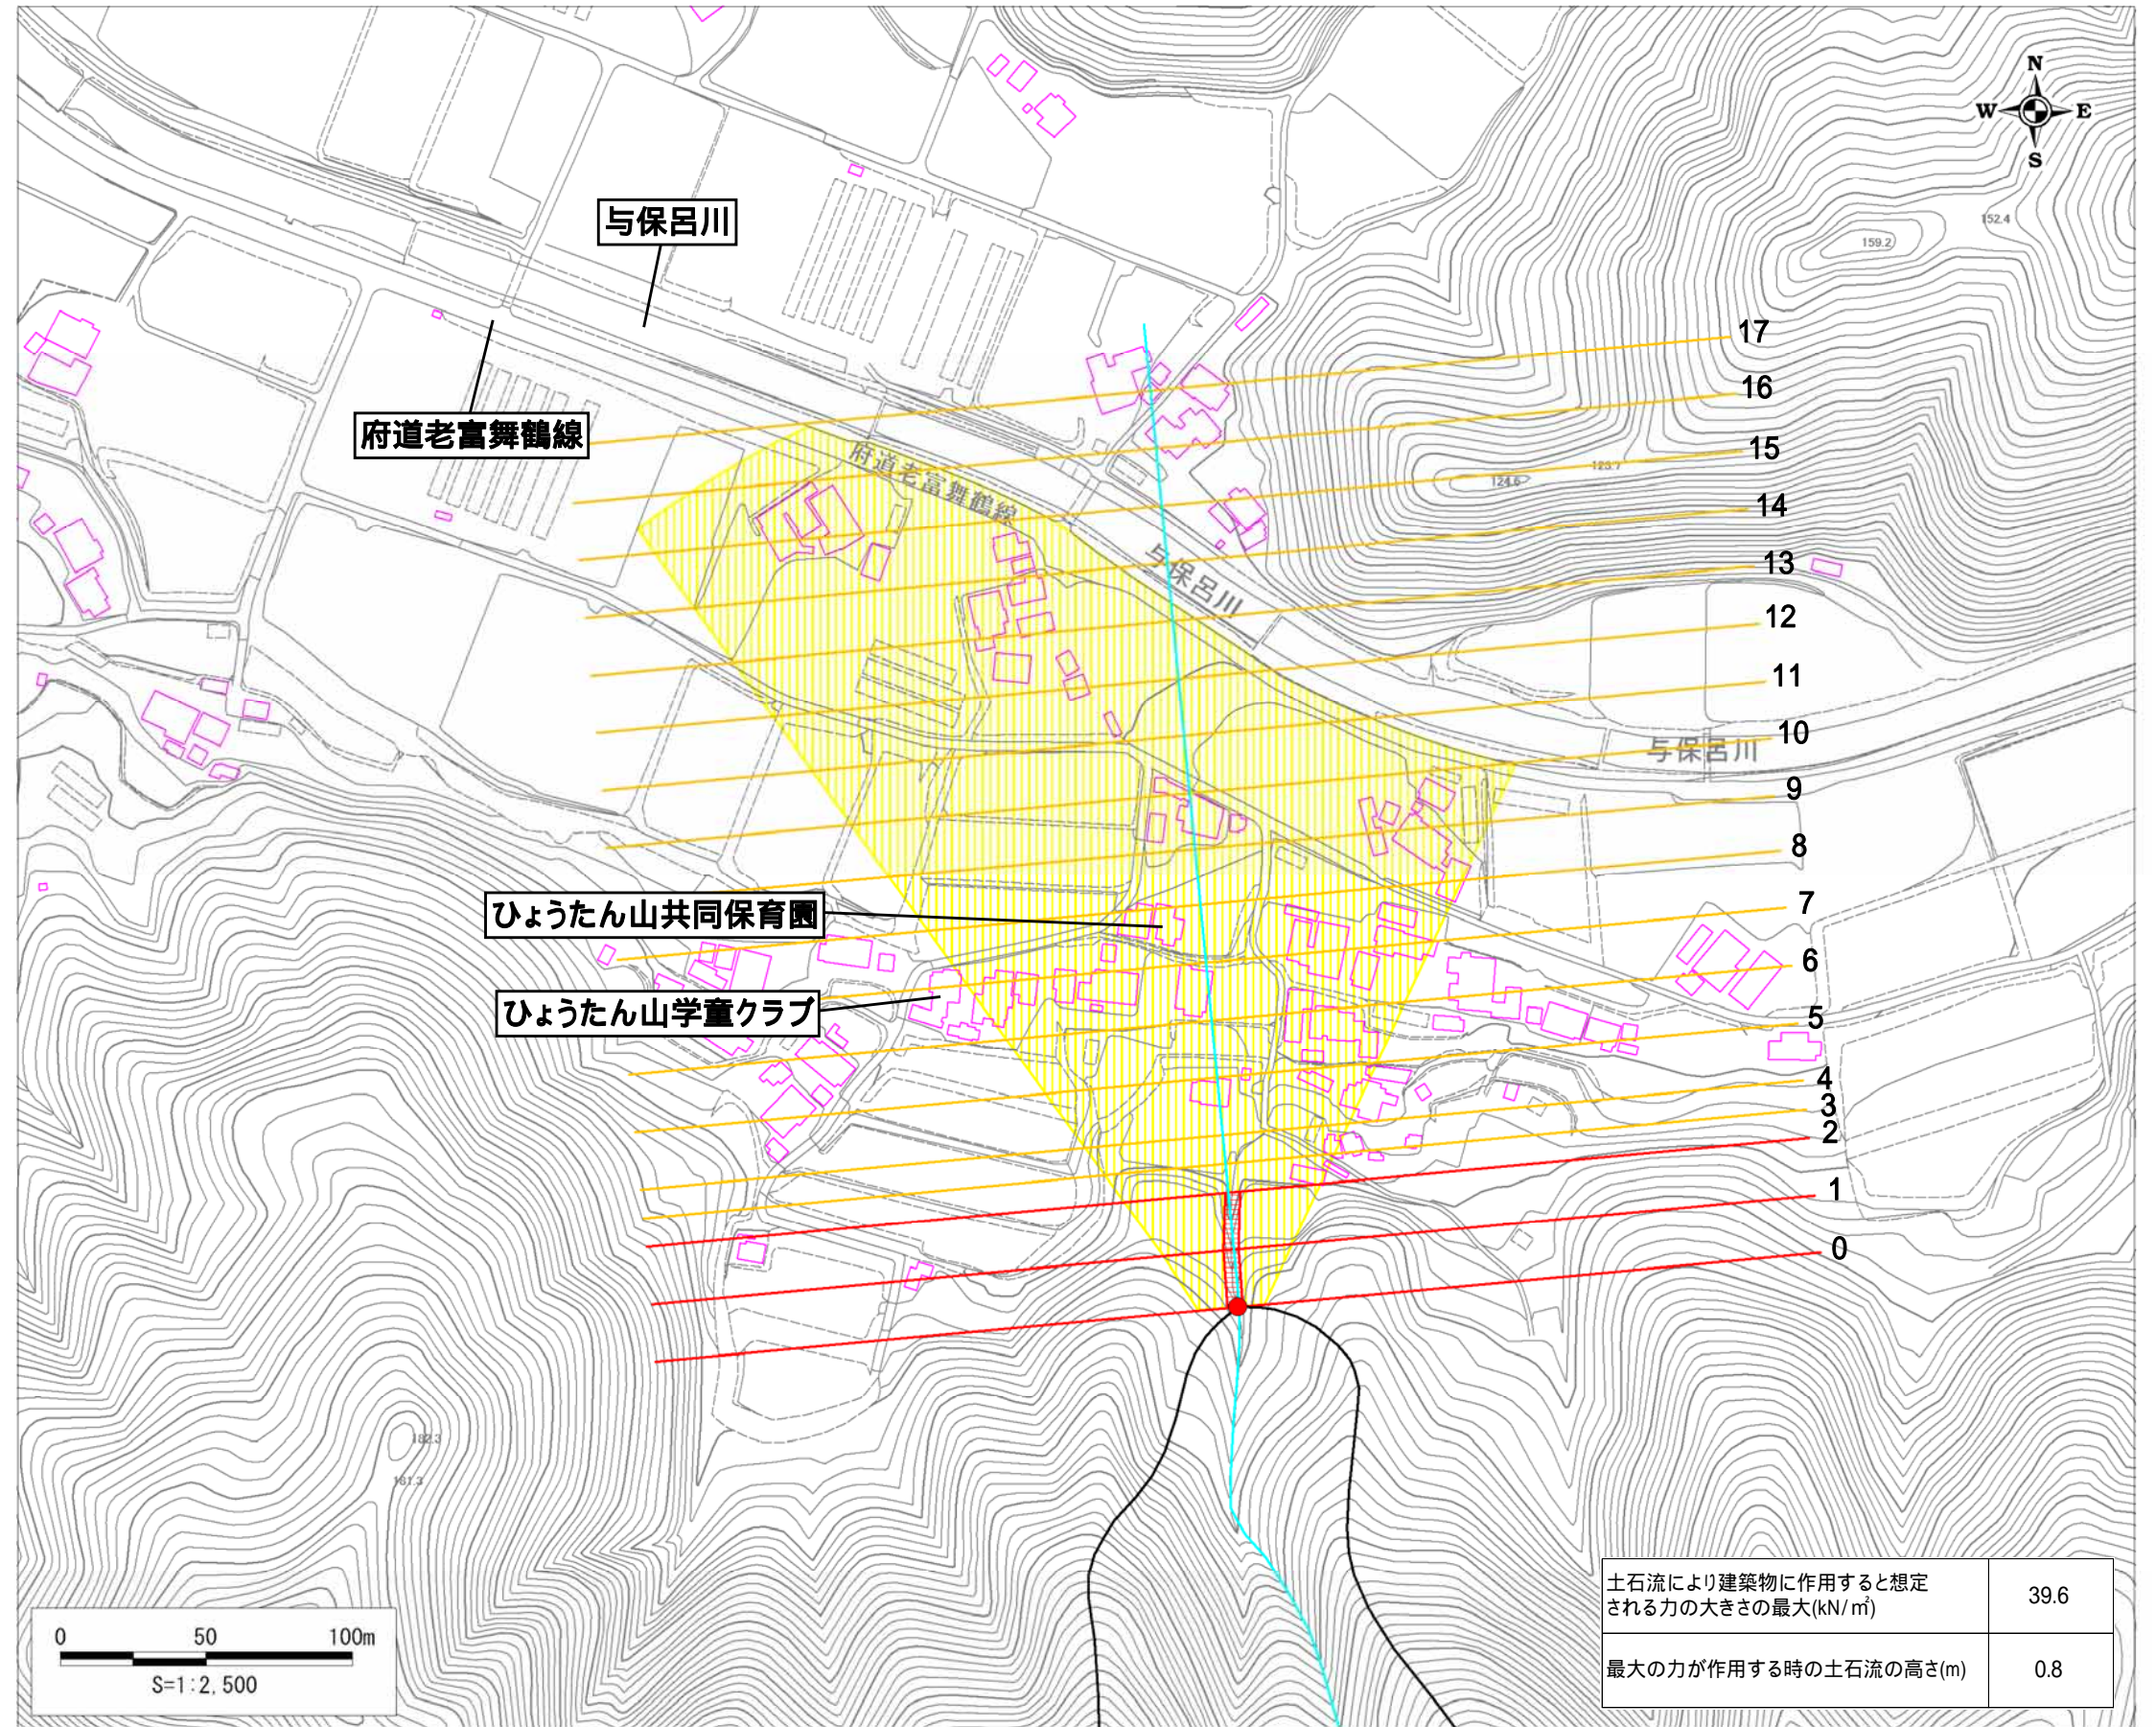 N
W
E
S
与保呂川
152.4
159.2
17
16
府道老富舞鶴線
府道老富舞鶴線
15
123.7
124.6
14
与保呂川
13
12
11
10
与保呂川
9
8
7
ひょうたん山共同保育園
6
ひょうたん山学童クラブ
5
4
3
2
1
0
182.3
181.3
土石流により建築物に作用すると想定
される力の大きさの最大(kN/㎡)
39.6
最大の力が作用する時の土石流の高さ(m)
0.8
0 50 100m
S=1:2,500